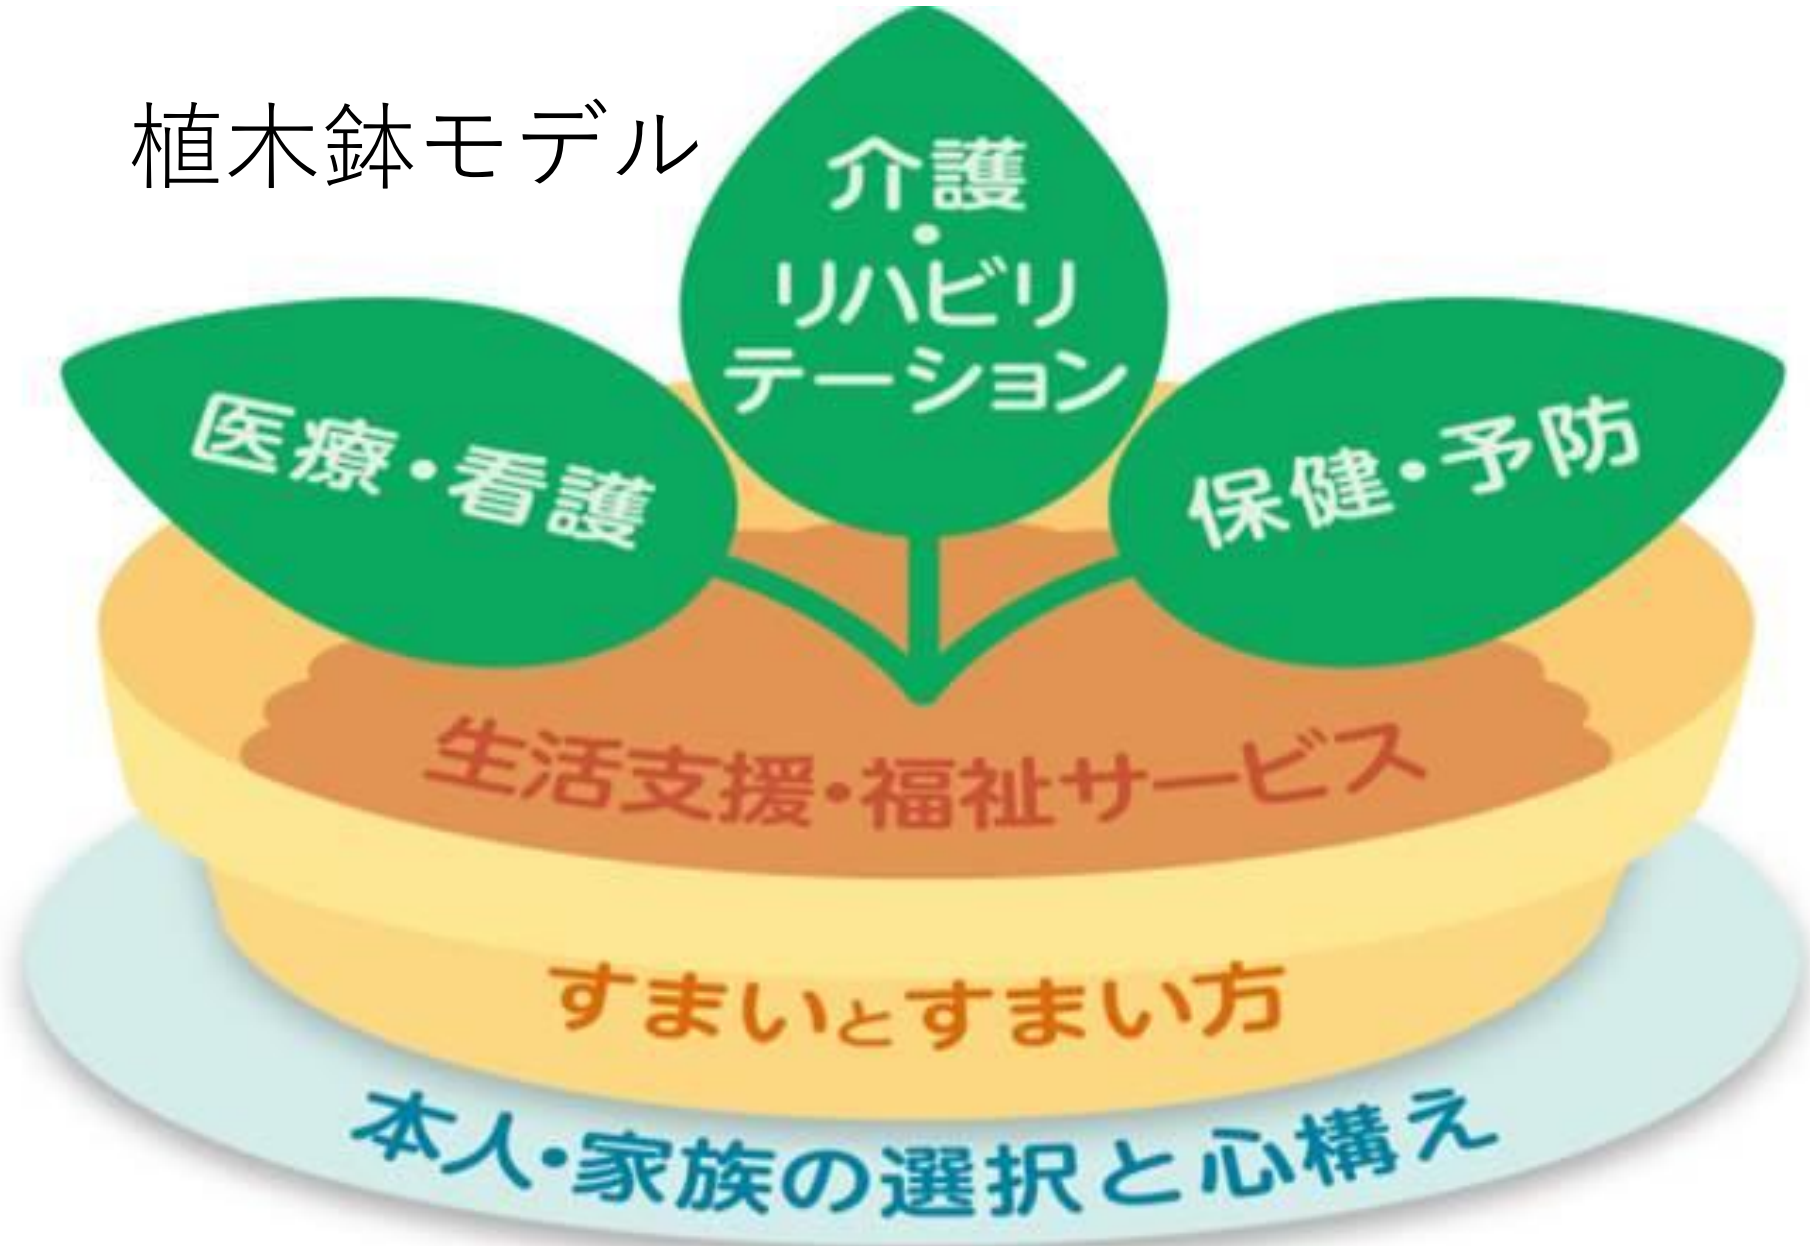 植木鉢モデル
介護
・
リハビリ
テーション
医療・看護
保健・予防
生活支援・福祉サービス
すまいとすまい方
本人・家族の選択と心構え